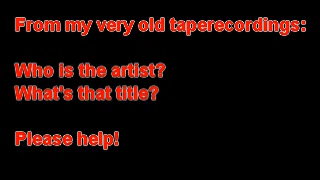 From my very old taperecordings:
Who is the artist?
What's that title?
Please help!